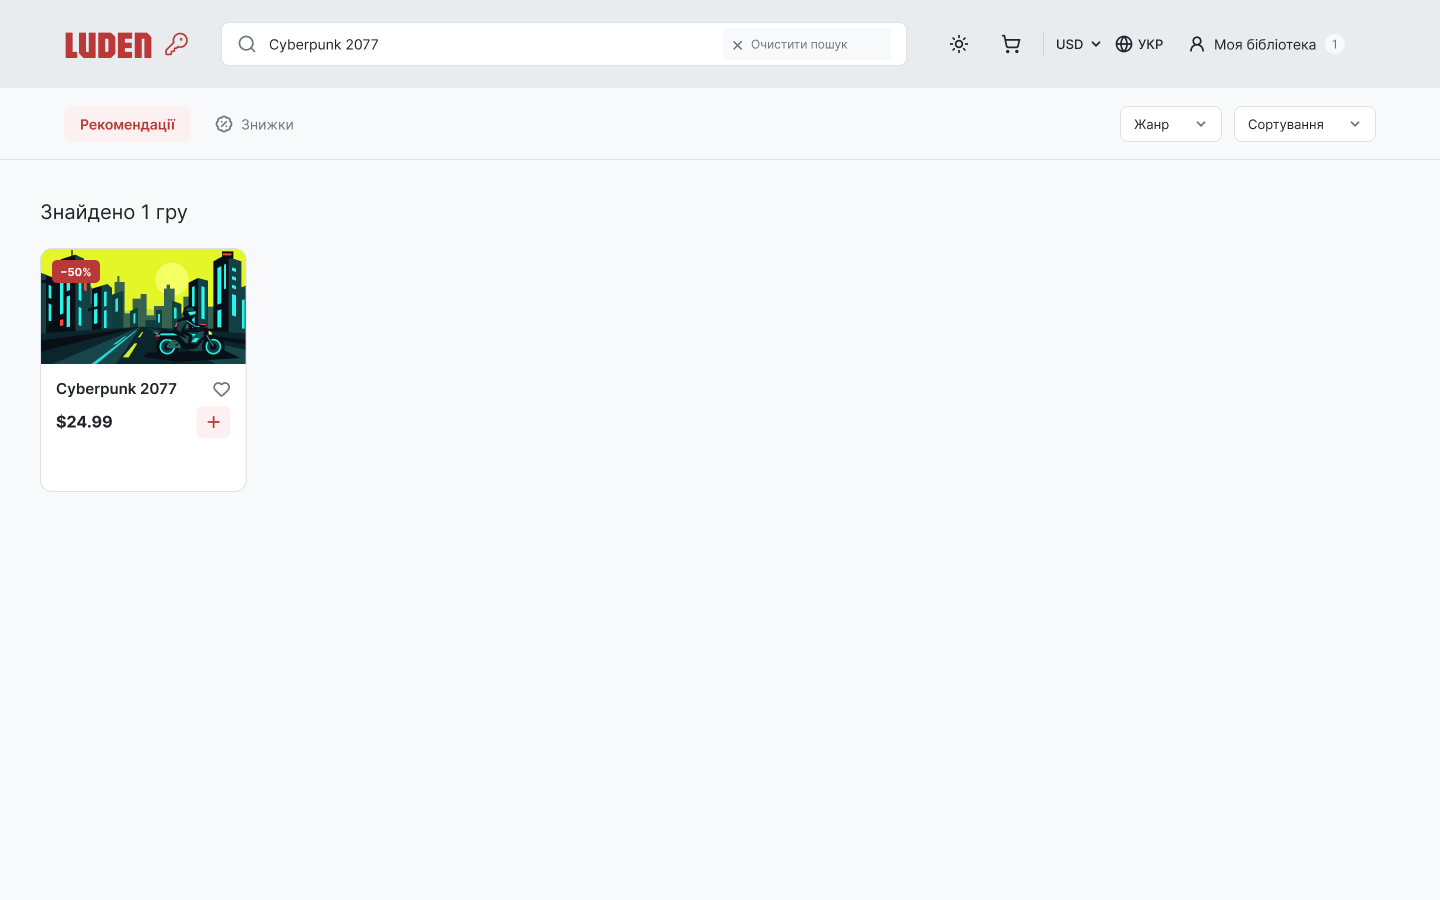 LUDEN
Cyberpunk 2077
Очистити пошук
USD
УКР
Моя бібліотека
1
Рекомендації
Знижки
Жанр
Сортування
Знайдено 1 гру
−50%
Cyberpunk 2077
$24.99